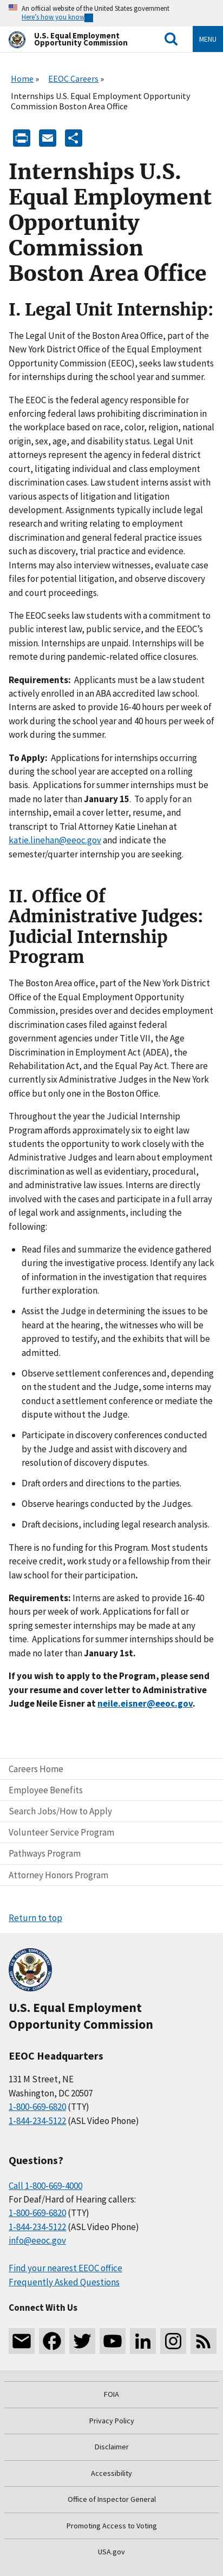 An official website of the United States government
Here's you know
U.S. Equal Employment
Opportunity Commission
MENU
Home »
EEOC Careers »
Internships U.S. Equal Employment Opportunity
Commission Boston Area Office
Internships U.S.
Equal Employment
Opportunity
Commission
Boston Area Office
I. Legal Unit Internship:
The Legal Unit of the Boston Area Office, part of the
New York District Office of the Equal Employment
Opportunity Commission (EEOC), seeks law students
for internships during the school year and summer.
The EEOC is the federal agency responsible for
enforcing federal laws prohibiting discrimination in
the workplace based on race, color, religion, national
origin, sex, age, and disability status. Legal Unit
attorneys represent the interests of the agency in
court, litigating individual and class employment
discrimination cases. Law student interns assist with
various aspects of systemic and individual
employment discrimination litigation including
research and writing relating to employment
discrimination and general federal practice issues
such as discovery, trial practice and evidence.
Interns may also interview witnesses, evaluate case
files for potential litigation, and observe discovery
and court proceedings.
The EEOC seeks law students with a commitment to
public interest law, public service, and the EEOC's
mission. Internships are unpaid. Internships will be
remote during pandemic-related office closures.
Requirements: Applicants must be a law student
actively enrolled in an ABA accredited law school.
Interns are asked to provide 16-40 hours per week of
work during the school year and 40 hours per week of
work during the summer.
To Apply: Applications for internships occurring
during the school year are accepted on a rolling
basis. Applications for summer internships must be
made no later than January 15. To apply for an
internship, email a cover letter, resume, and
transcript to Trial Attorney Katie Linehan at
katie.linehan@eeoc.gov and indicate the
semester/quarter internship you are seeking.
II. Office Of
Administrative Judges:
Judicial Internship
Program
The Boston Area office, part of the New York District
Office of the Equal Employment Opportunity
Commission, decides cases of employment
discrimination cases filed against federal
government agencies under Title VII, the Age
Discrimination in Employment Act (ADEA), the
Rehabilitation Act, and the Equal Pay Act. There are
currently six Administrative Judges in the New York
office but only one in the Boston Office.
Throughout the year the Judicial Internship
Program affords approximately six to eight law
students the opportunity to work closely with the
Administrative Judges and learn about employment
discrimination law as well as evidentiary, discovery,
and procedural issues that arise in discrimination
cases. Interns will directly assist the Judges with
their cases and participate in a full array of legal
work and assignments, including the following:
Read files and summarize the evidence gathered
during the investigative process. Identify any lack
of information in the investigation that requires
further exploration.
Assist the Judge in determining the issues to be
heard at the hearing, which witnesses will be
approved to testify, and the exhibits that will be
admitted.
Observe settlement conferences and, depending
on the student and the Judge, some interns may
conduct a settlement conference or mediate a
dispute without the Judge.
Participate in discovery conferences conducted
by the Judge and assist with memoranda on
resolution of discovery disputes.
Draft orders and directions to the parties.
Observe hearings conducted by the Judges.
Draft decisions, including legal research analysis.
There is no funding for this Program. Most students
receive school credit, work study or a fellowship from
their law school for their participation.
Requirements: Interns are asked to provide 16-40
hours per week of work. Applications for fall or
spring semester will be accepted at any
time. Applications for summer internships should be
made no later than January 1st.
If you wish to apply to the Program, please send
your resume and a cover letter to Administrative
Judge Neile Eisner at neile.eisner@eeoc.gov.
Careers Home
Employee Benefits
Search Jobs/How to Apply
Volunteer Service Program
Pathways Program
Attorney Honors Program
Return to top
U.S. Equal Employment
Opportunity Commission
EEOC Headquarters
131 M Street, NE
Washington, DC 20507
1-800-669-6820 (TTY)
1-844-234-5122 (ASL Video Phone)
Questions?
Call 1-800-669-4000
For Deaf/Hard of Hearing callers:
1-800-669-6820 (TTY)
1-844-234-5122 (ASL Video Phone)
info@eeoc.gov
Find your nearest EEOC office
Frequently Asked Questions
Connect With Us
FOIA
Privacy Policy
Disclaimer
Accessibility
Office of Inspector General
Promoting Access to Voting
USA.gov